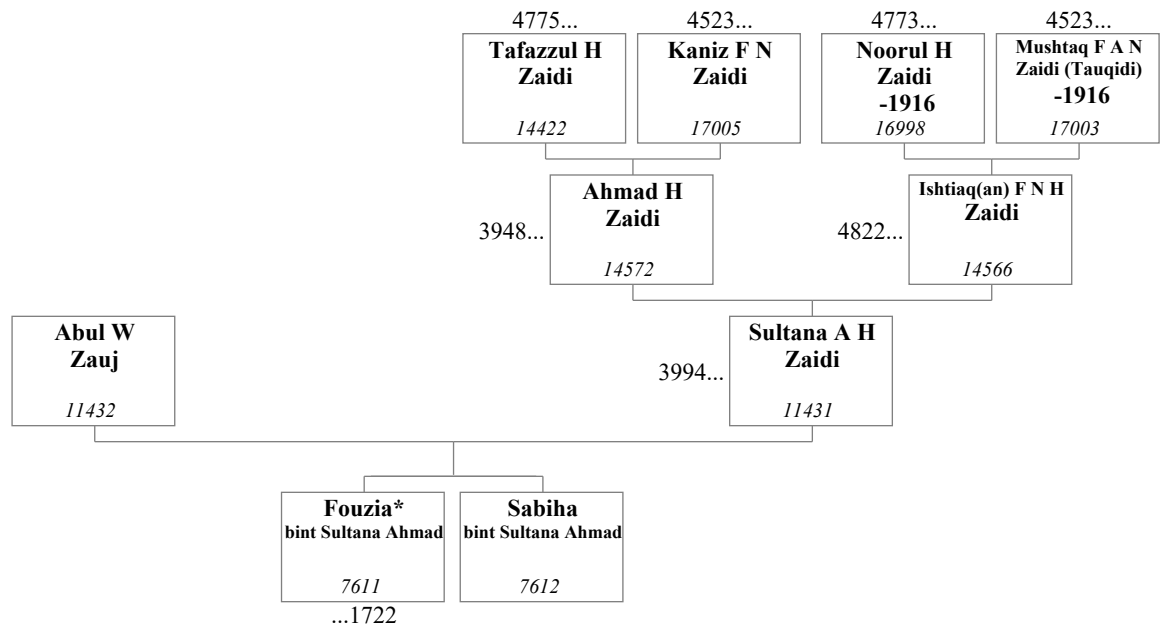 4775...
4523...
4773...
4523...
Tafazzul H
Zaidi
14422
Kaniz F N
Zaidi
17005
Noorul H
Zaidi
-1916
16998
Mushtaq F A N
Zaidi (Tauqidi)
-1916
17003
3948...
Ahmad H
Zaidi
14572
4822...
Ishtiaq(an) F N H
Zaidi
14566
Abul W
Zauj
11432
3994...
Sultana A H
Zaidi
11431
Fouzia*
bint Sultana Ahmad
7611
...1722
Sabiha
bint Sultana Ahmad
7612